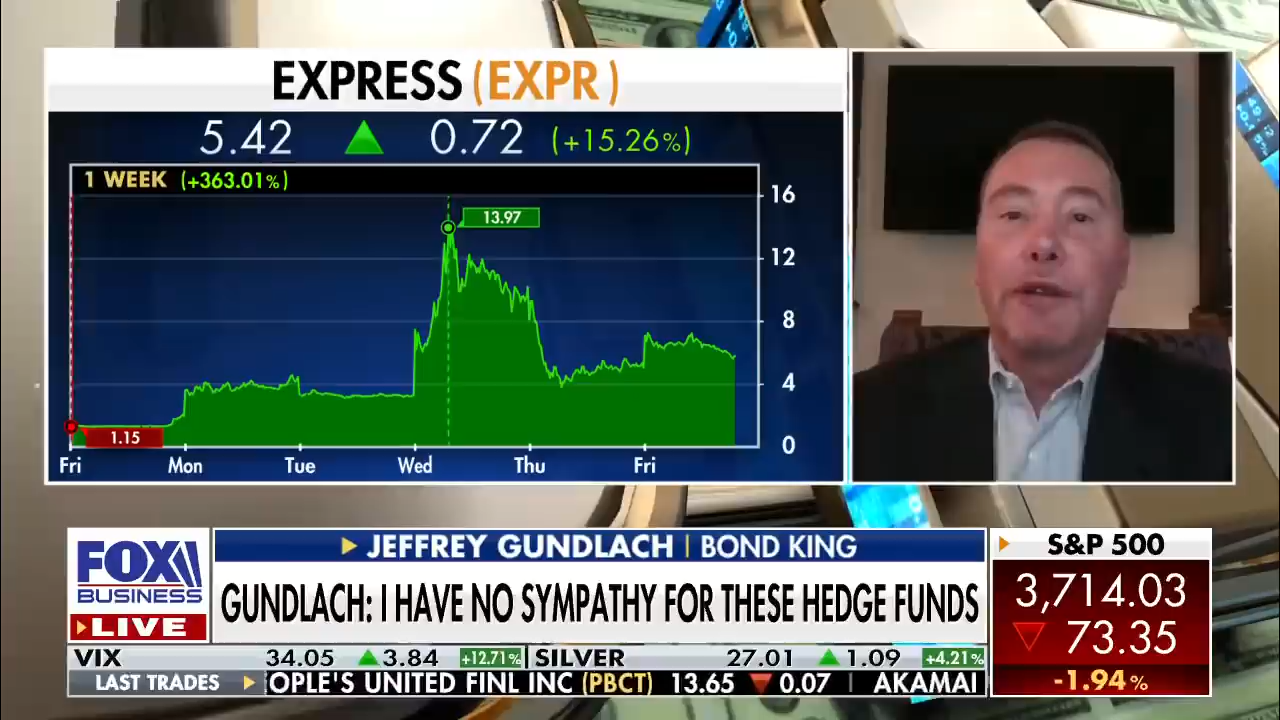 EXPRESS (EXPR)
5.42 ▲ 0.72 (+15.26%)
1 WEEK (+363.01%)
16
13.97
12
8
4
1.15
0
Fri Mon Tue Wed Thu Fri
FOX
BUSINESS
LIVE
JEFFREY GUNDLACH | BOND KING
GUNDLACH: I HAVE NO SYMPATHY FOR THESE HEDGE FUNDS
S&P 500
3,714.03
▼ 73.35
-1.94%
VIX 34.05 ▲ 3.84 +12.71% SILVER 27.01 ▲ 1.09 +4.21%
LAST TRADES OPLE'S UNITED FINL INC (PBCT) 13.65 ▼ 0.07 | AKAMAI